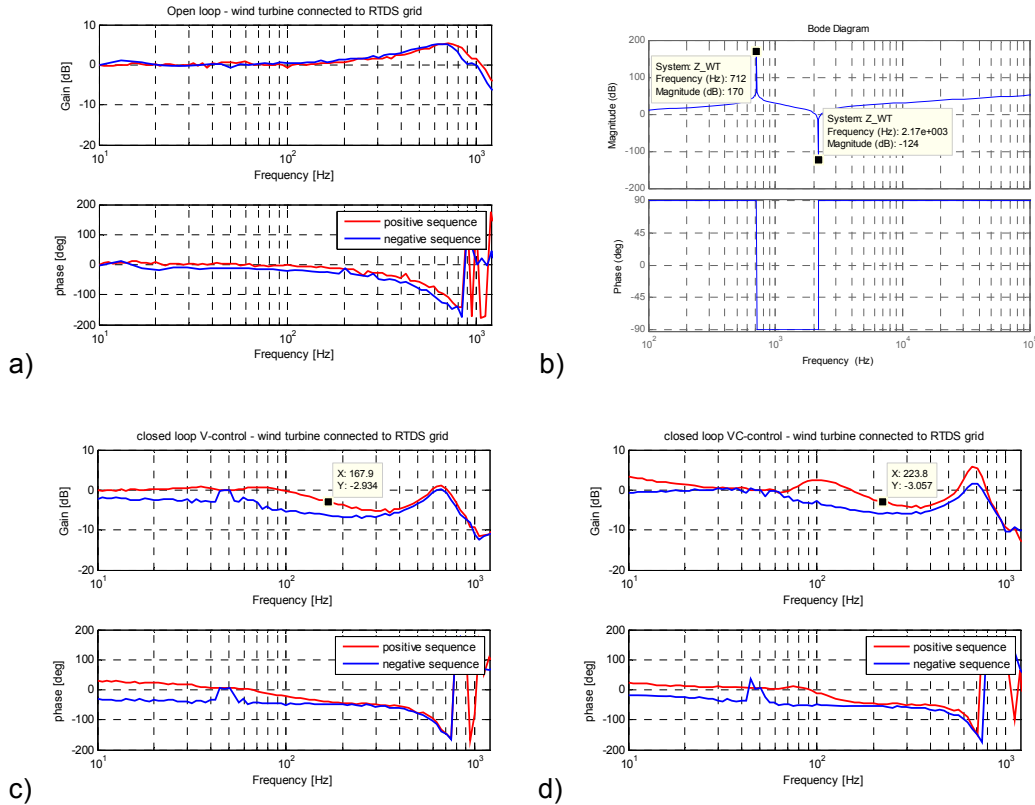 Open loop - wind turbine connected to RTDS grid
10
0
-10
-20
Gain [dB]
10^1
10^2
10^3
Frequency [Hz]
200
100
0
-100
-200
phase [deg]
positive sequence
negative sequence
10^1
10^2
10^3
Frequency [Hz]
a)
Bode Diagram
200
100
0
-100
-200
Magnitude (dB)
System: Z_WT
Frequency (Hz): 712
Magnitude (dB): 170
System: Z_WT
Frequency (Hz): 2.17e+003
Magnitude (dB): -124
90
45
0
-45
-90
Phase (deg)
10^2
10^3
10^4
Frequency (Hz)
b)
closed loop V-control - wind turbine connected to RTDS grid
10
0
-10
-20
Gain [dB]
X: 167.9
Y: -2.934
10^1
10^2
10^3
Frequency [Hz]
200
100
0
-100
-200
phase [deg]
positive sequence
negative sequence
10^1
10^2
10^3
Frequency [Hz]
c)
closed loop VC-control - wind turbine connected to RTDS grid
10
0
-10
-20
Gain [dB]
X: 223.8
Y: -3.057
10^1
10^2
10^3
Frequency [Hz]
200
100
0
-100
-200
phase [deg]
positive sequence
negative sequence
10^1
10^2
10^3
Frequency [Hz]
d)